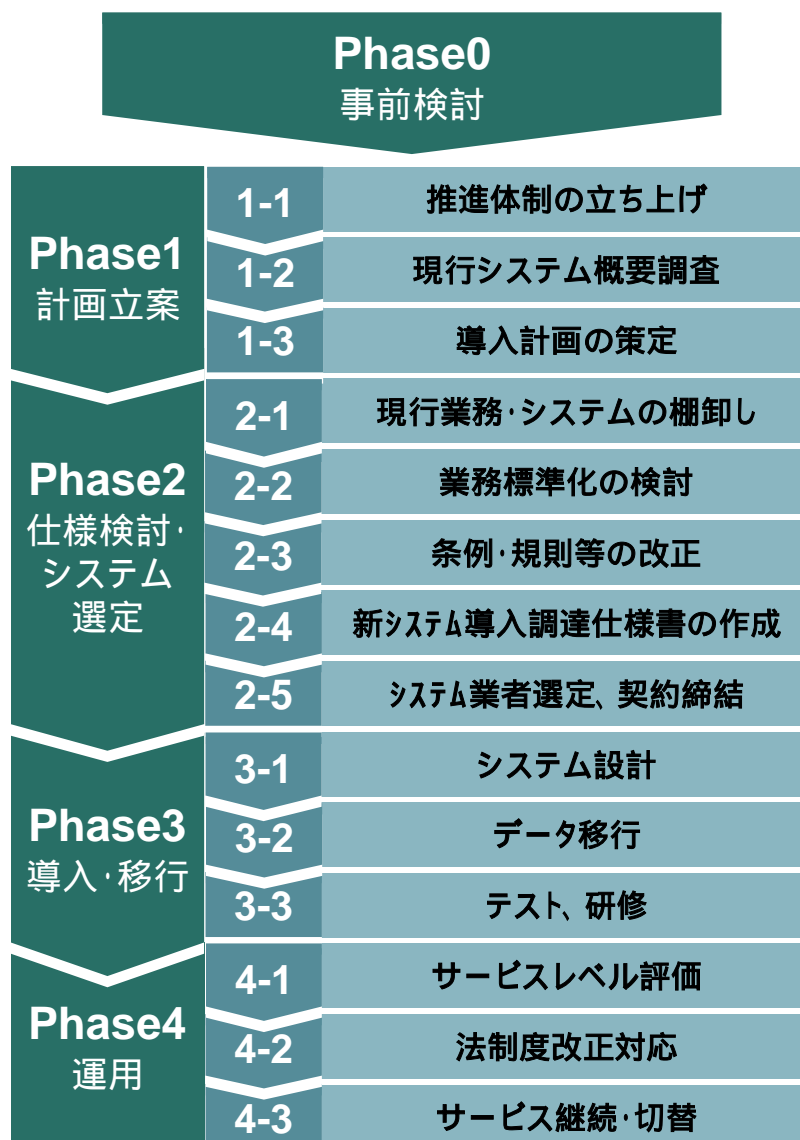 Phase0
事前検討
Phase1
計画立案
1-1
推進体制の立ち上げ
1-2
現行システム概要調査
1-3
導入計画の策定
Phase2
仕様検討・
システム
選定
2-1
現行業務・システムの棚卸し
2-2
業務標準化の検討
2-3
条例・規則等の改正
2-4
新ｼｽﾃﾑ導入調達仕様書の作成
2-5
ｼｽﾃﾑ業者選定、契約締結
Phase3
導入・移行
3-1
システム設計
3-2
データ移行
3-3
テスト、研修
Phase4
運用
4-1
サービスレベル評価
4-2
法制度改正対応
4-3
サービス継続・切替